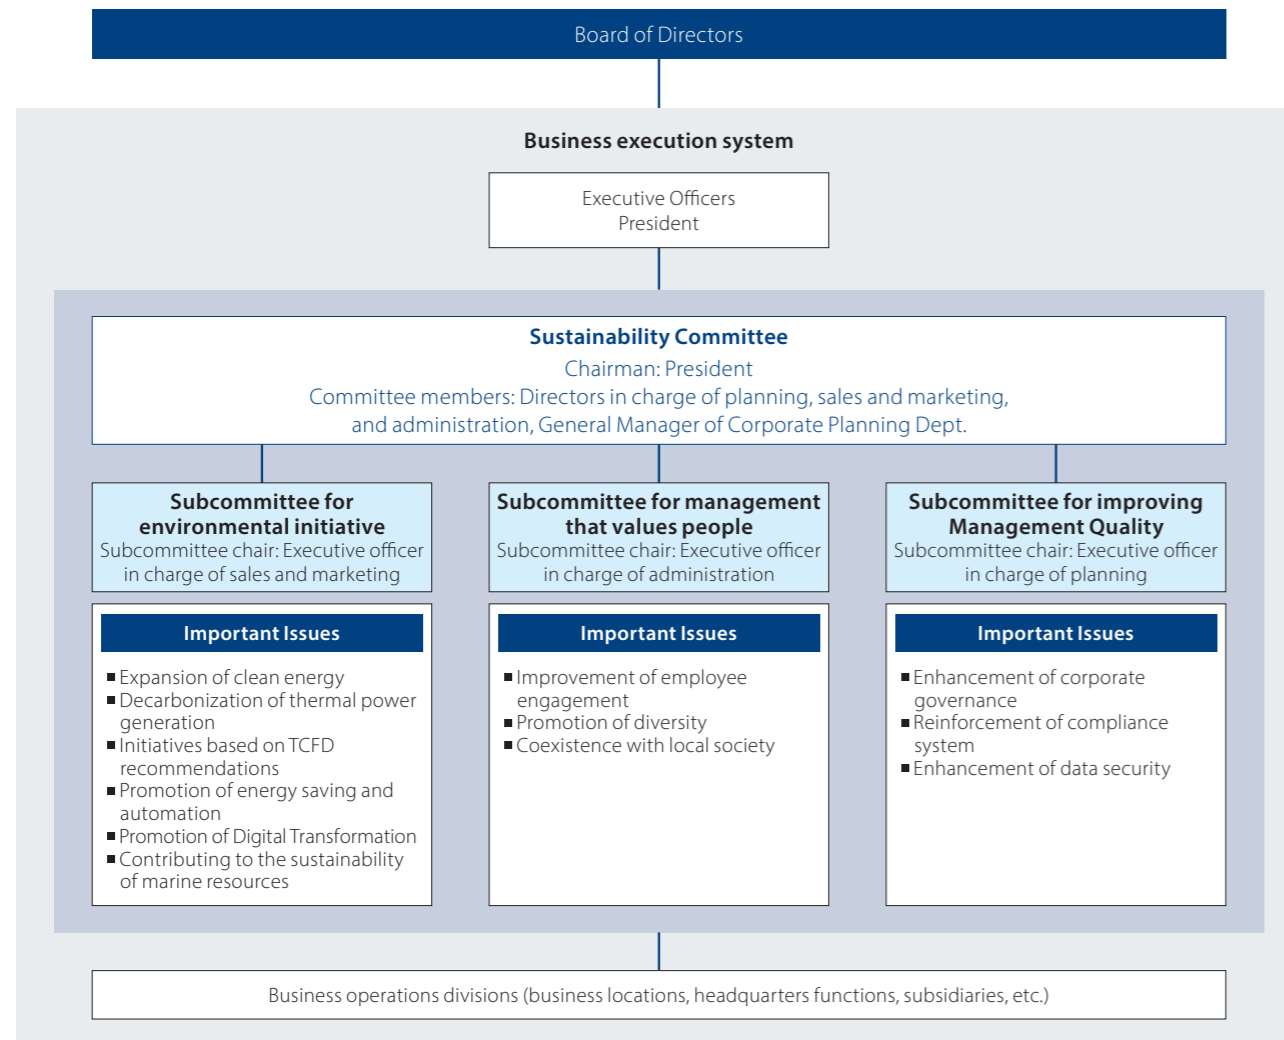 Board of Directors
Business execution system
Executive Officers
President
Sustainability Committee
Chairman: President
Committee members: Directors in charge of planning, sales and marketing,
and administration, General Manager of Corporate Planning Dept.
Subcommittee for
environmental initiative
Subcommittee chair: Executive officer
in charge of sales and marketing
Important Issues
■ Expansion of clean energy
■ Decarbonization of thermal power
generation
■ Initiatives based on TCFD
recommendations
■ Promotion of energy saving and
automation
■ Promotion of Digital Transformation
■ Contributing to the sustainability
of marine resources
Subcommittee for management
that values people
Subcommittee chair: Executive officer
in charge of administration
Important Issues
■ Improvement of employee
engagement
■ Promotion of diversity
■ Coexistence with local society
Subcommittee for improving
Management Quality
Subcommittee chair: Executive officer
in charge of planning
Important Issues
■ Enhancement of corporate
governance
■ Reinforcement of compliance
system
■ Enhancement of data security
Business operations divisions (business locations, headquarters functions, subsidiaries, etc.)